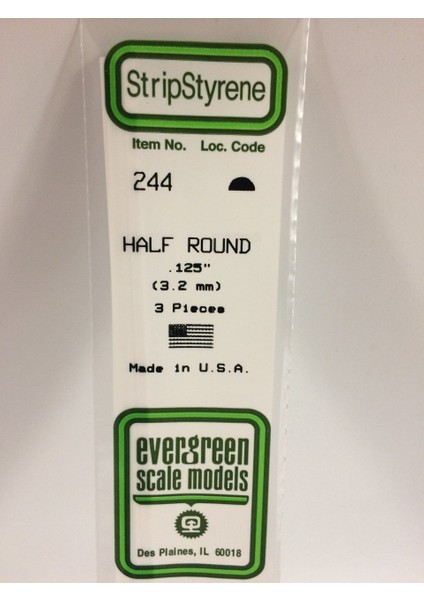 StripStyrene
Item No. Loc. Code
244
HALF ROUND
.125"
(3.2 mm)
3 Pieces
Made in U.S.A.
evergreen
scale models
Des Plaines, IL 60018